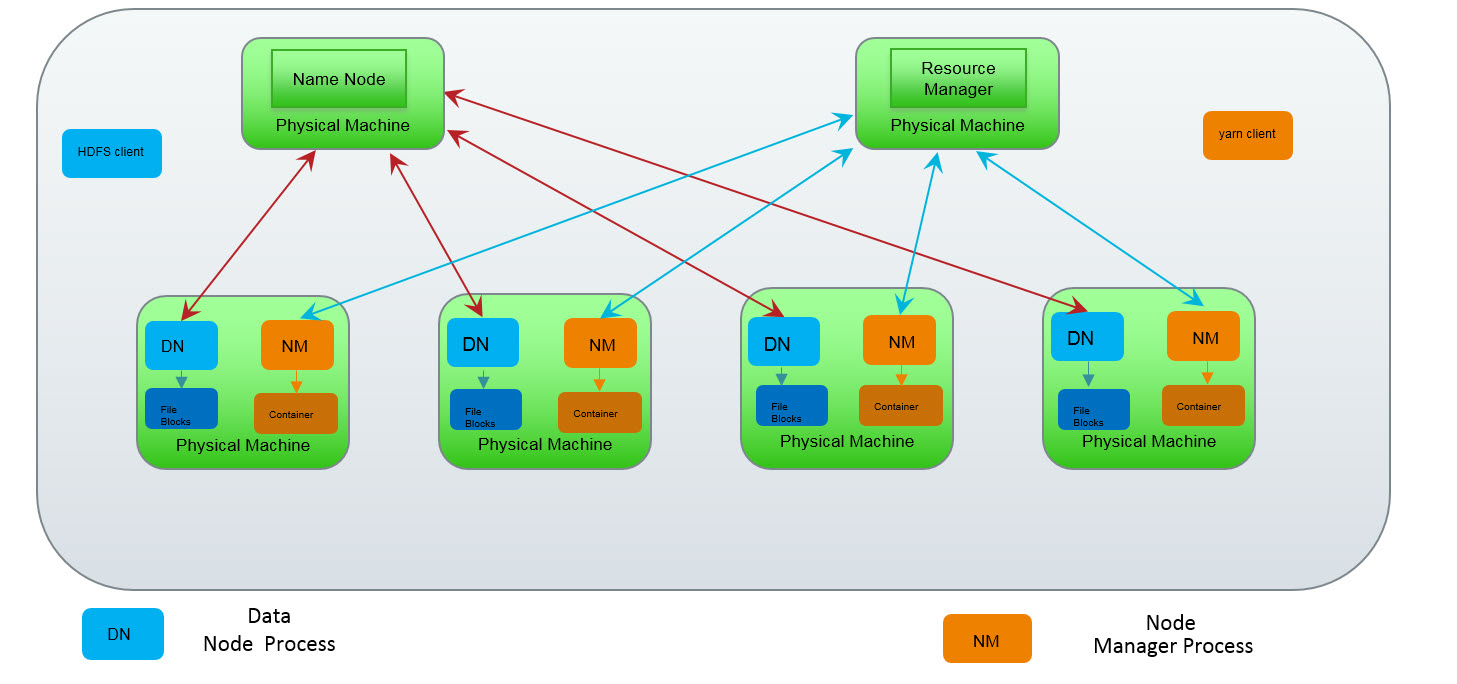 Name Node
Physical Machine
Resource
Manager
Physical Machine
HDFS client
yarn client
DN
NM
File
Blocks
Container
Physical Machine
DN
NM
File
Blocks
Container
Physical Machine
DN
NM
File
Blocks
Container
Physical Machine
DN
NM
File
Blocks
Container
Physical Machine
DN
Data
Node Process
NM
Node
Manager Process